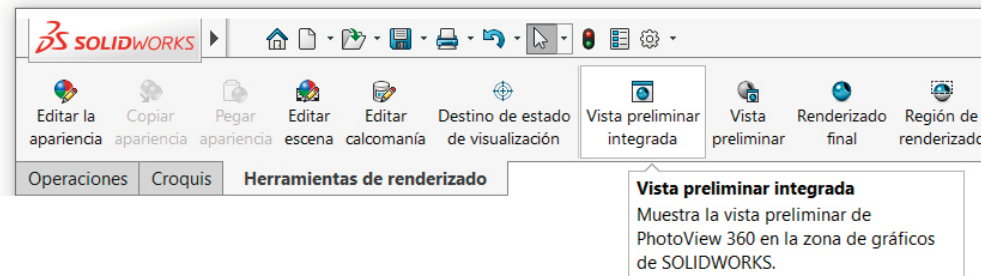 SOLIDWORKS
Editar la apariencia
Copiar apariencia
Pegar apariencia
Editar escena
Editar calcomanía
Destino de estado de visualización
Vista preliminar integrada
Vista preliminar
Renderizado final
Región de renderizado
Operaciones Croquis Herramientas de renderizado
Vista preliminar integrada
Muestra la vista preliminar de
PhotoView 360 en la zona de gráficos
de SOLIDWORKS.